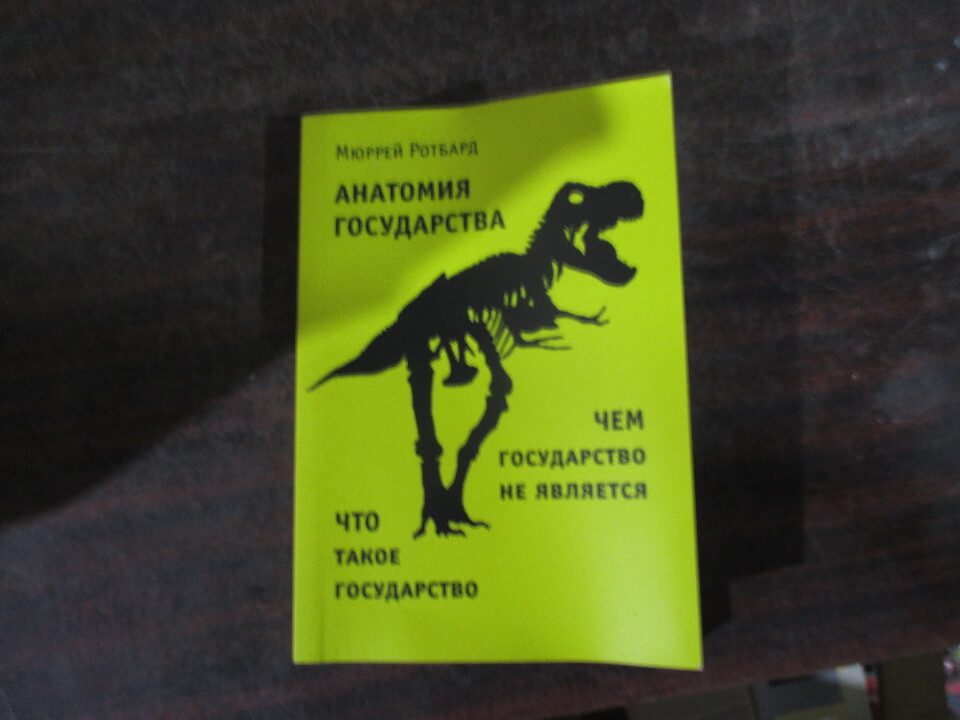 Мюррей Ротбард
АНАТОМИЯ
ГОСУДАРСТВА
ЧЕМ
ГОСУДАРСТВО
НЕ ЯВЛЯЕТСЯ
ЧТО
ТАКОЕ
ГОСУДАРСТВО